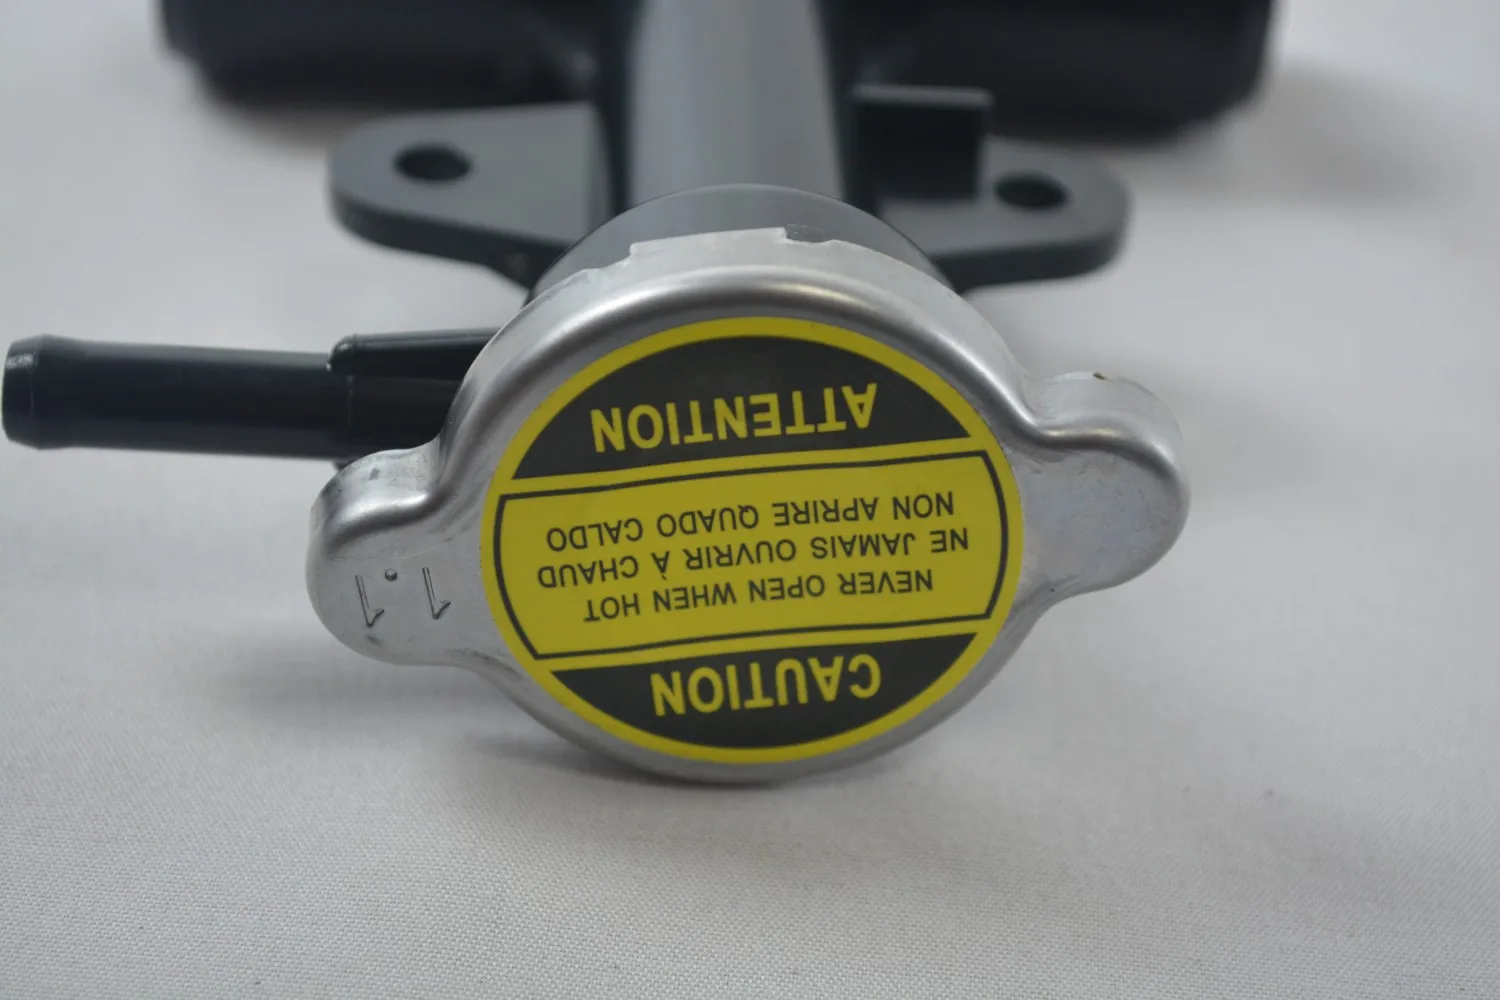 CAUTION
NEVER OPEN WHEN HOT
NE JAMAIS OUVRIR À CHAUD
NON APRIRE QUADO CALDO
ATTENTION
1.1